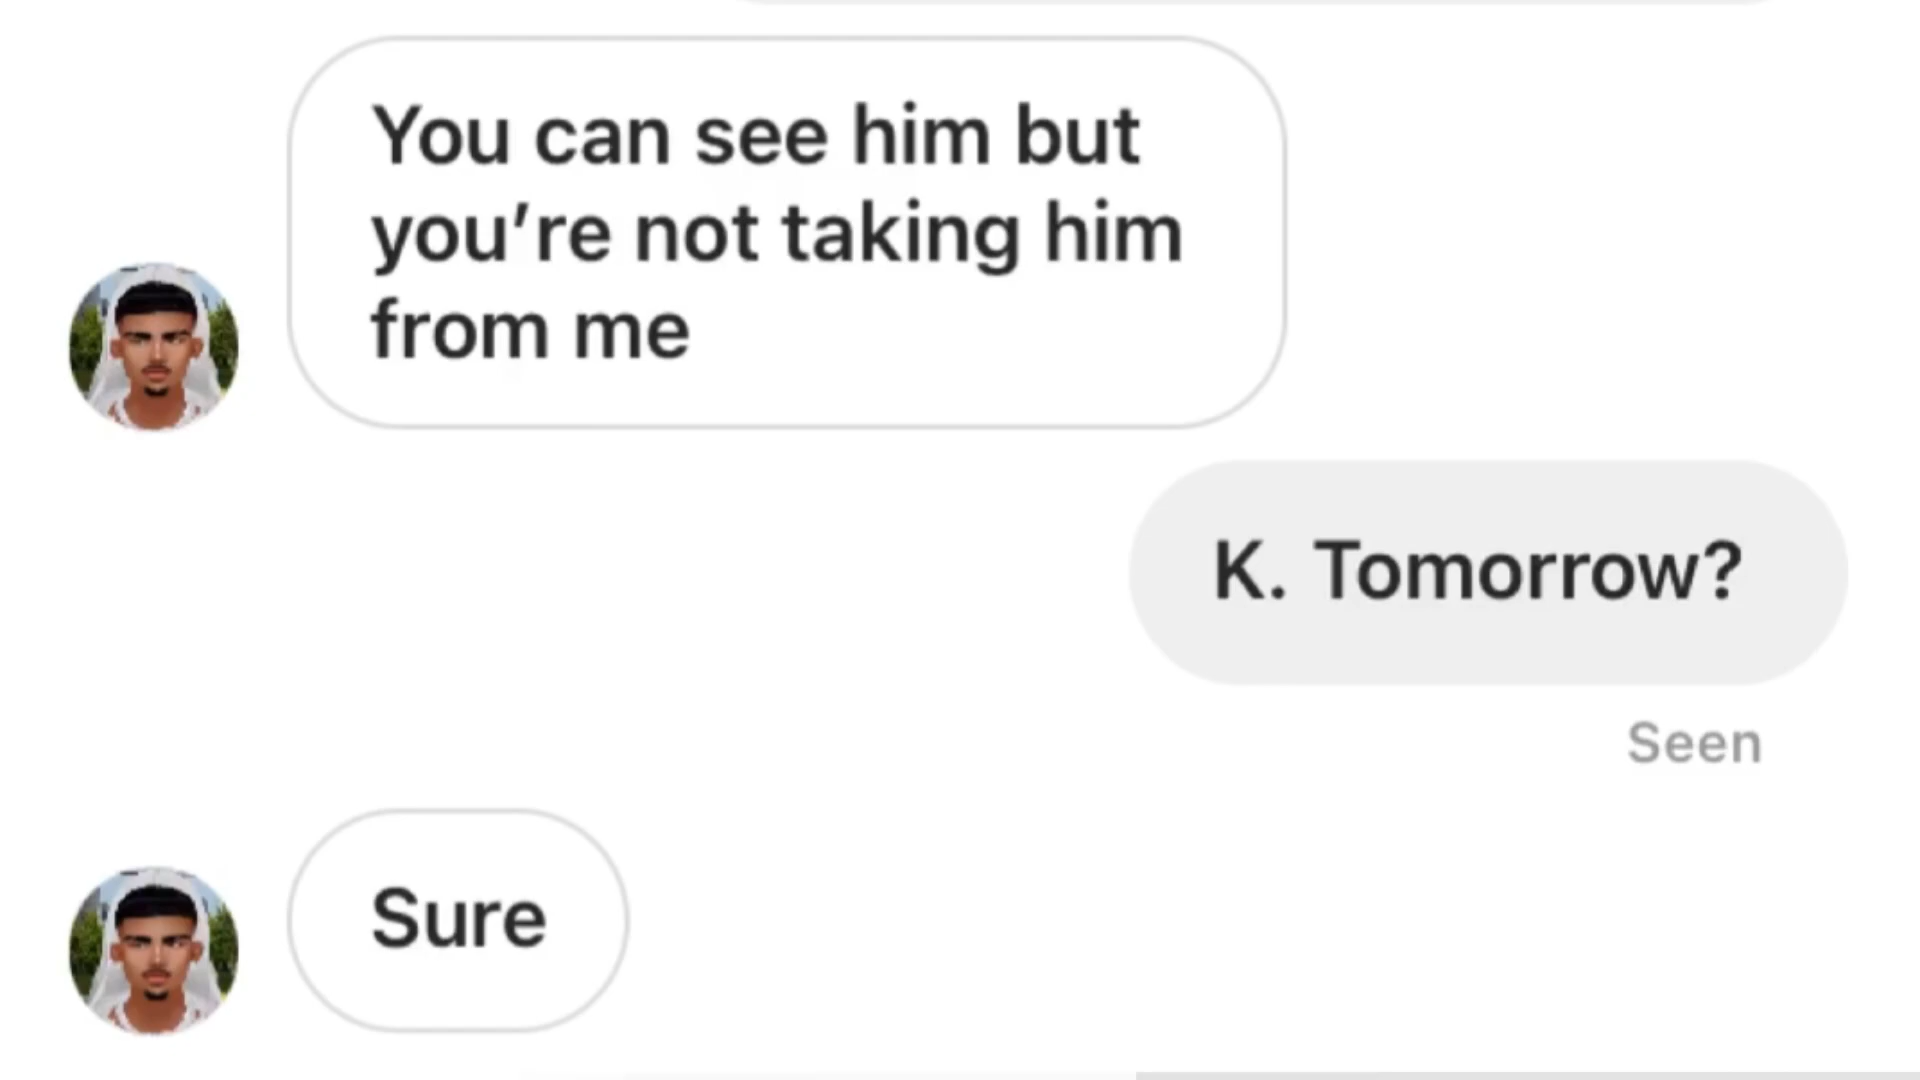 You can see him but
you’re not taking him
from me
K. Tomorrow?
Seen
Sure